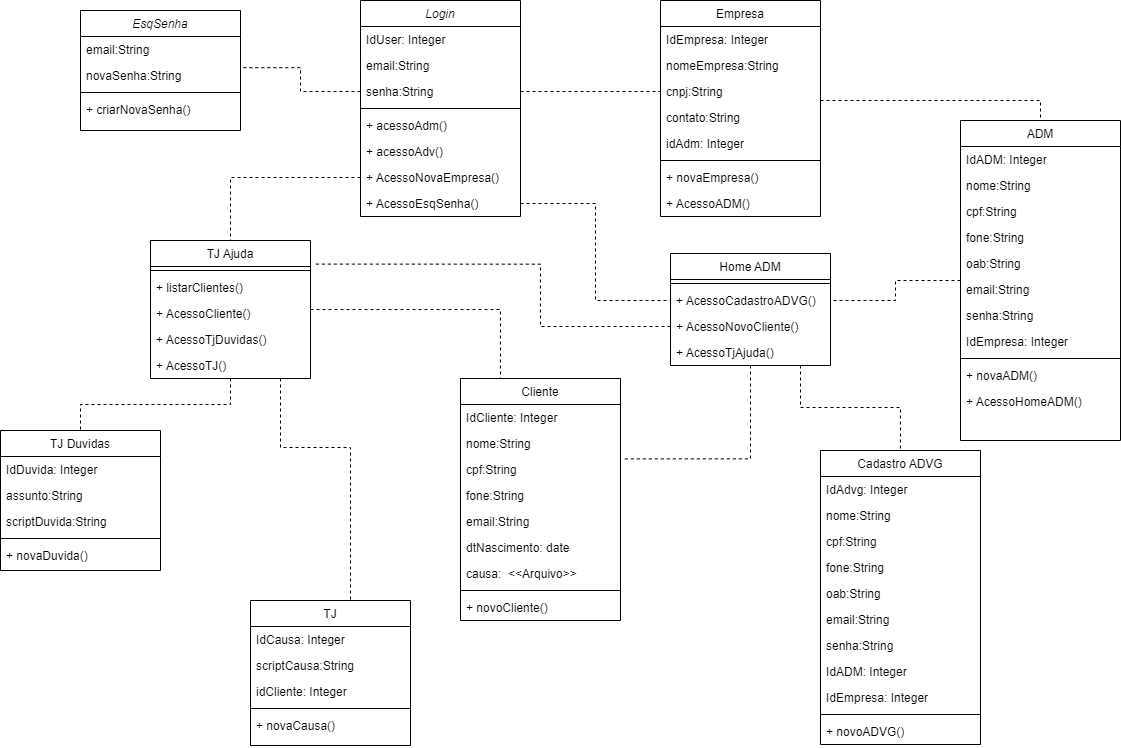 EsqSenha
email:String
novaSenha:String
+ criarNovaSenha()
Login
IdUser: Integer
email:String
senha:String
+ acessoAdm()
+ acessoAdv()
+ AcessoNovaEmpresa()
+ AcessoEsqSenha()
Empresa
IdEmpresa: Integer
nomeEmpresa:String
cnpj:String
contato:String
idAdm: Integer
+ novaEmpresa()
+ AcessoADM()
ADM
IdADM: Integer
nome:String
cpf:String
fone:String
oab:String
email:String
senha:String
IdEmpresa: Integer
+ novaADM()
+ AcessoHomeADM()
TJ Ajuda
+ listarClientes()
+ AcessoCliente()
+ AcessoTjDuvidas()
+ AcessoTJ()
Home ADM
+ AcessoCadastroADVG()
+ AcessoNovoCliente()
+ AcessoTjAjuda()
Cliente
IdCliente: Integer
nome:String
cpf:String
fone:String
email:String
dtNascimento: date
causa:  <<Arquivo>>
+ novoCliente()
TJ Duvidas
IdDuvida: Integer
assunto:String
scriptDuvida:String
+ novaDuvida()
Cadastro ADVG
IdAdvg: Integer
nome:String
cpf:String
fone:String
oab:String
email:String
senha:String
IdADM: Integer
IdEmpresa: Integer
+ novoADVG()
TJ
IdCausa: Integer
scriptCausa:String
idCliente: Integer
+ novaCausa()